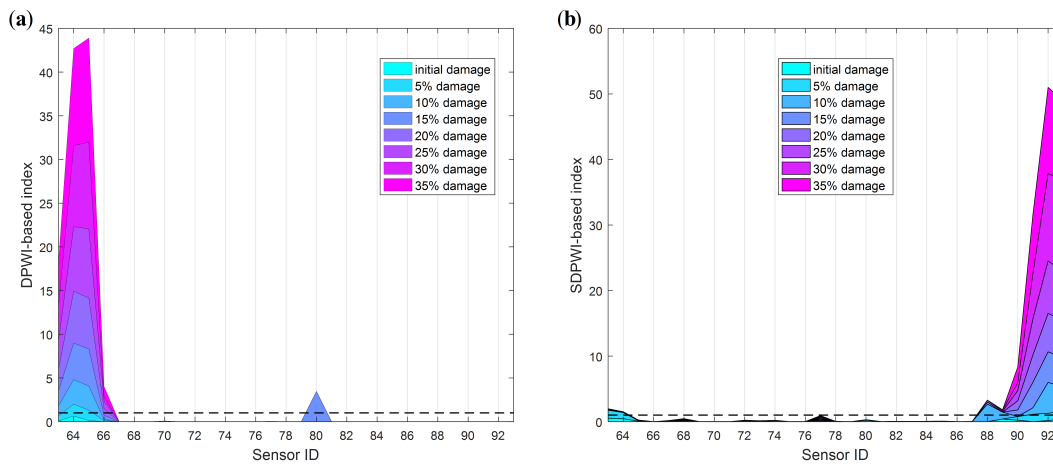 (a)
DPWI-based index
45
40
35
30
25
20
15
10
5
0
64 66 68 70 72 74 76 78 80 82 84 86 88 90 92
Sensor ID
initial damage
5% damage
10% damage
15% damage
20% damage
25% damage
30% damage
35% damage
(b)
SDPWI-based index
60
50
40
30
20
10
0
64 66 68 70 72 74 76 78 80 82 84 86 88 90 92
Sensor ID
initial damage
5% damage
10% damage
15% damage
20% damage
25% damage
30% damage
35% damage